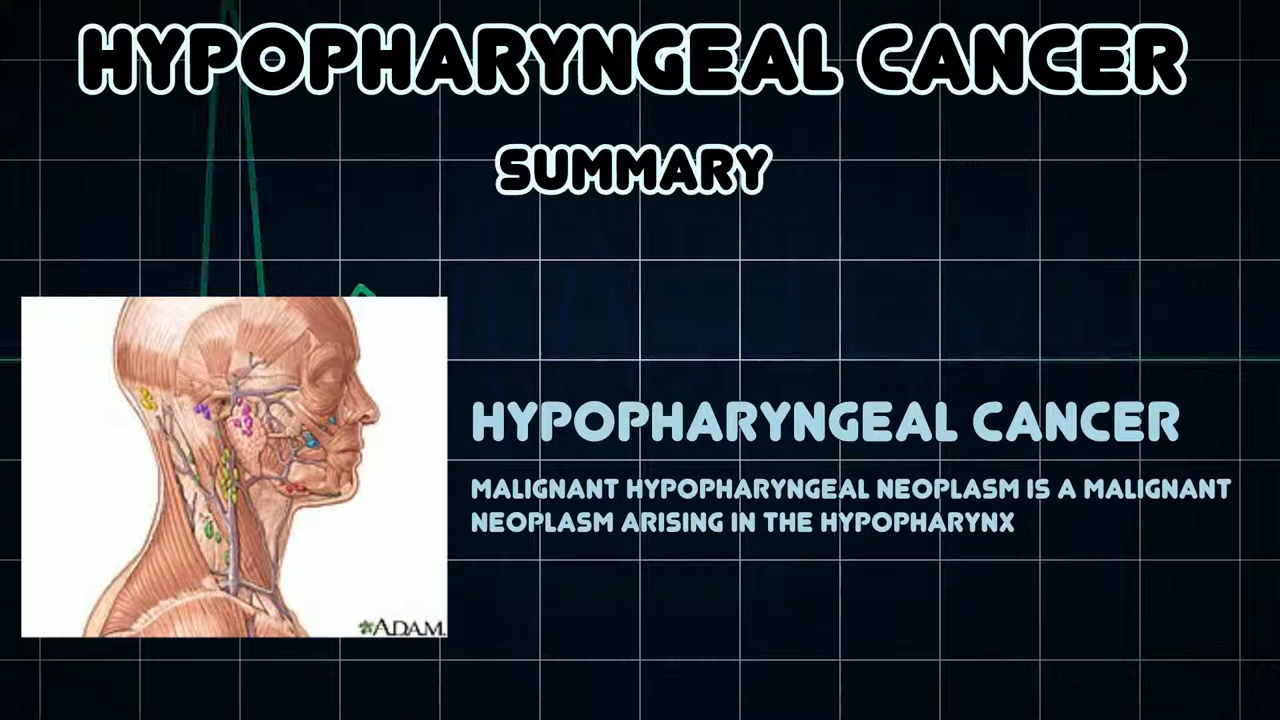 HYPOPHARYNGEAL CANCER
SUMMARY
HYPOPHARYNGEAL CANCER
MALIGNANT HYPOPHARYNGEAL NEOPLASM IS A MALIGNANT
NEOPLASM ARISING IN THE HYPOPHARYNX
ADAM.